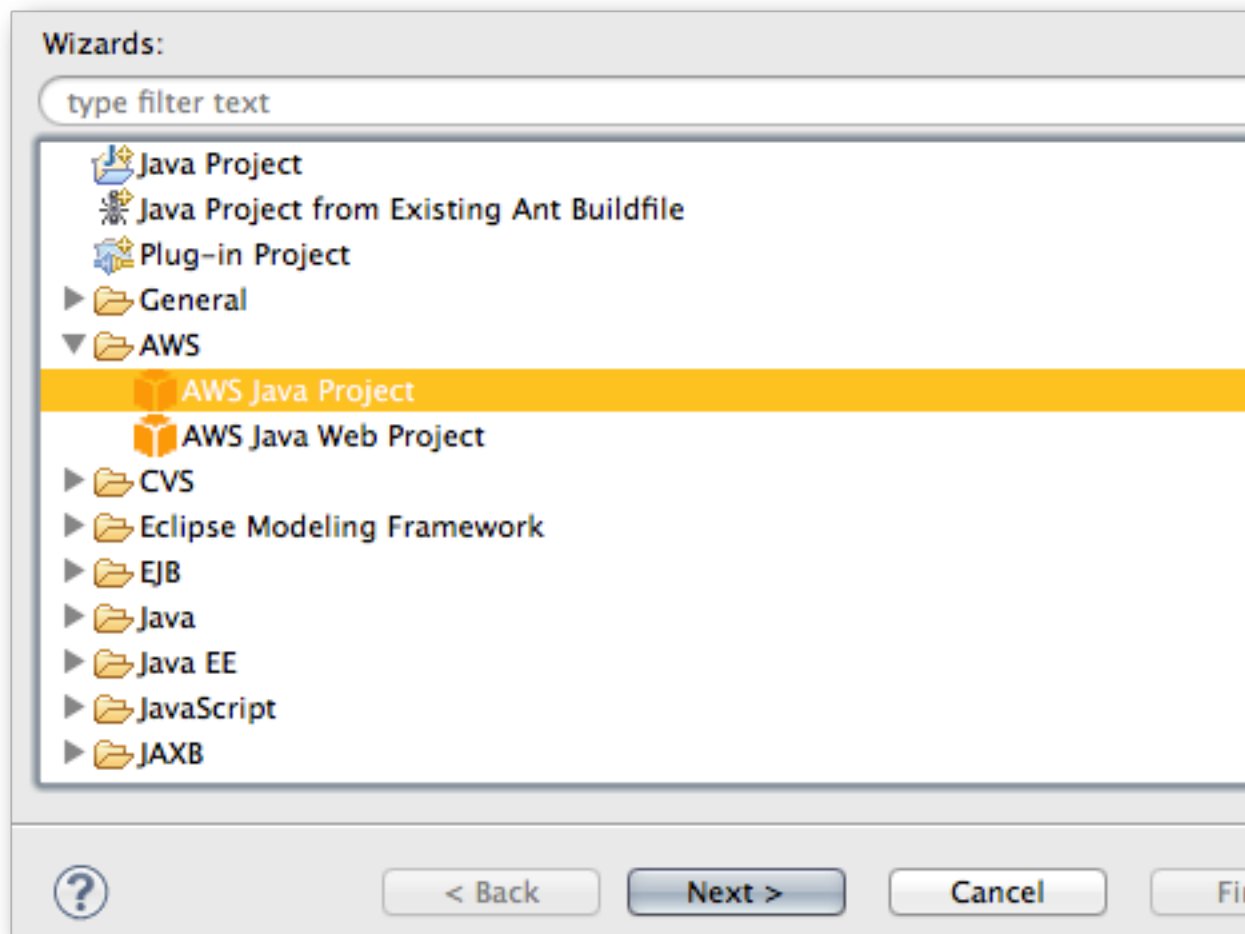 Wizards:
type filter text
Java Project
Java Project from Existing Ant Buildfile
Plug-in Project
General
AWS
AWS Java Project
AWS Java Web Project
CVS
Eclipse Modeling Framework
EJB
Java
Java EE
JavaScript
JAXB
? < Back Next > Cancel